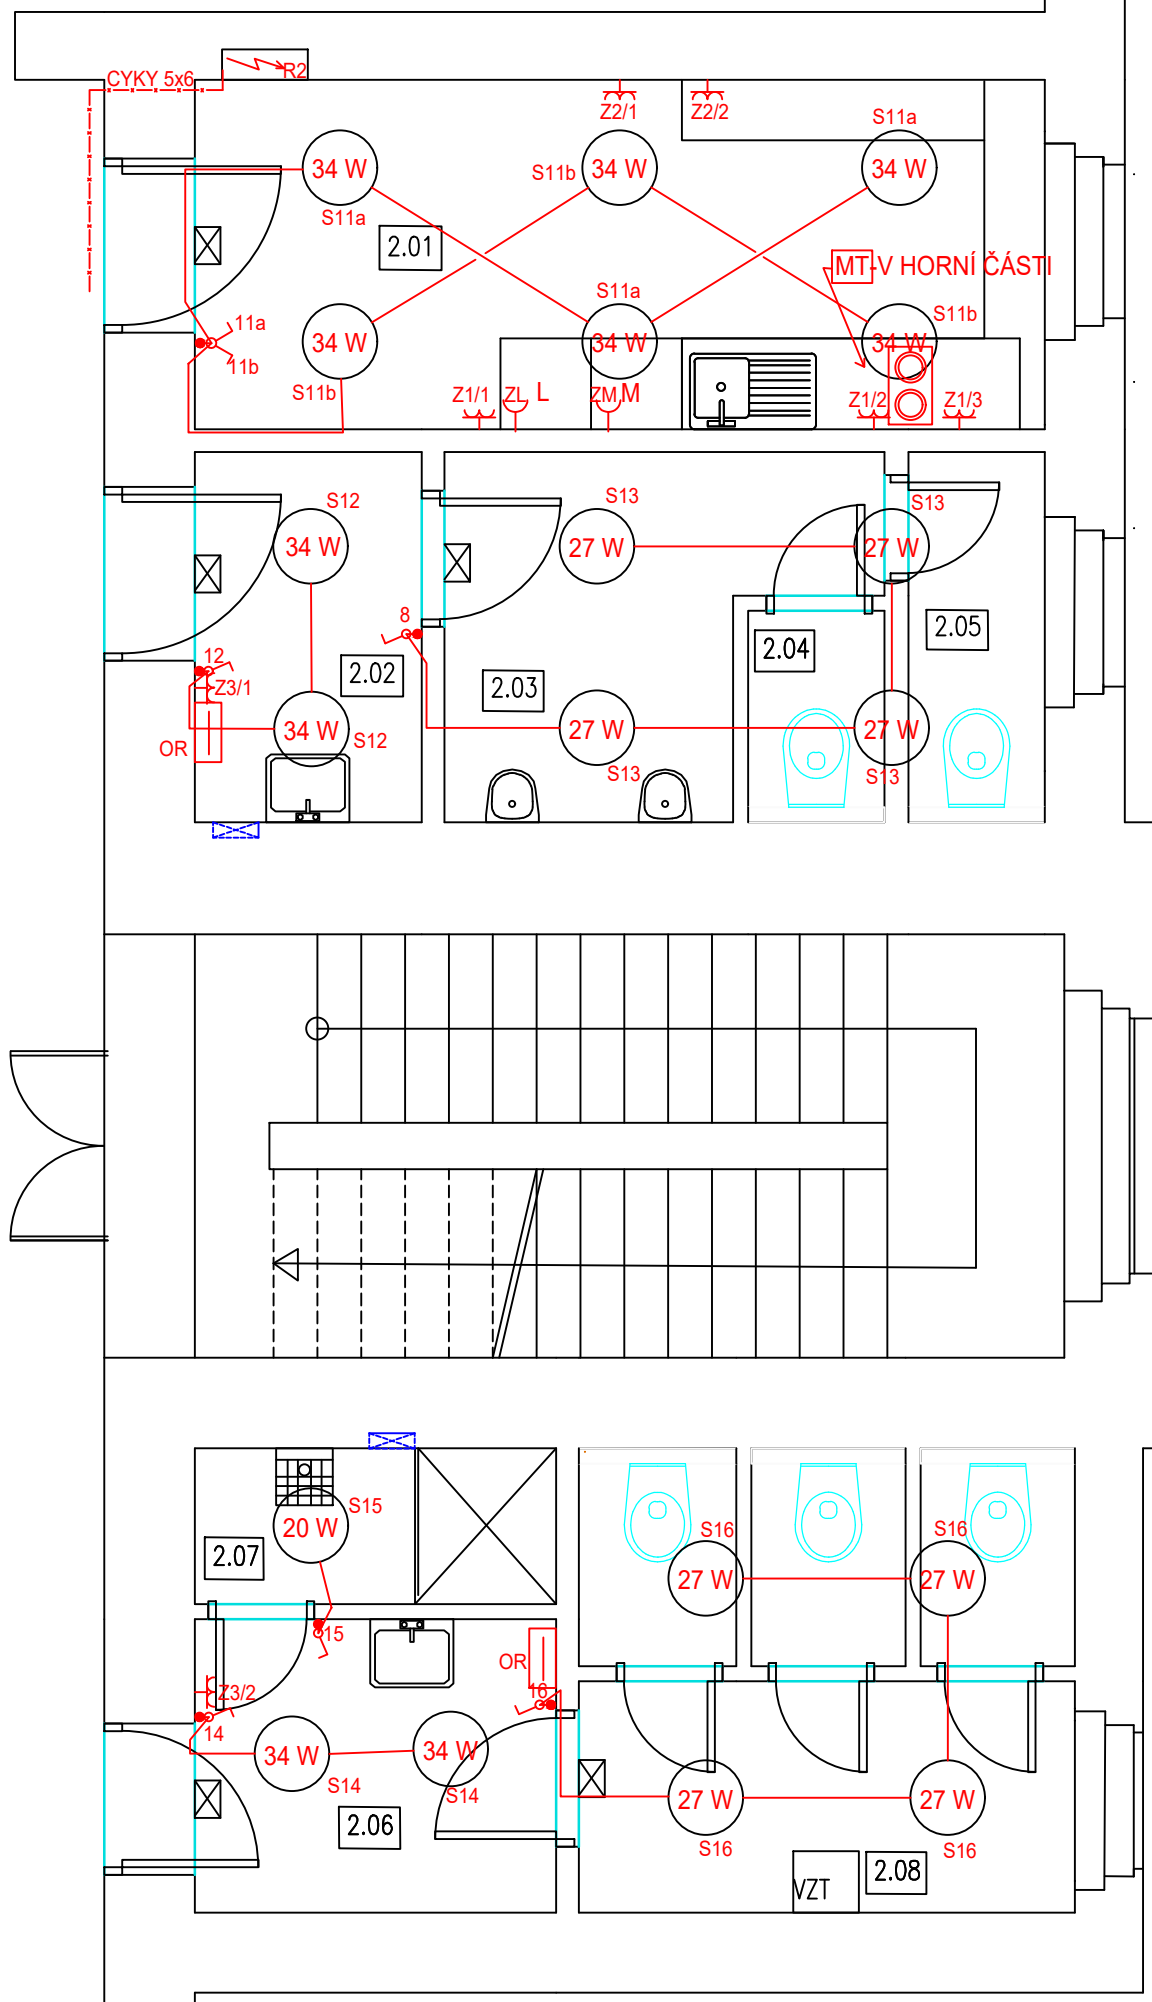 CYKY 5x6
R2
Z2/1
Z2/2
S11a
34 W
34 W
34 W
S11b
S11a
2.01
MT-V HORNÍ ČÁSTI
S11a
S11b
11a
34 W
34 W
34 W
11b
S11b
Z1/1
ZL
L
ZM
M
Z1/2
Z1/3
S12
S13
S13
34 W
27 W
27 W
8
2.05
2.04
12
2.02
2.03
Z3/1
34 W
S12
27 W
27 W
OR
S13
S13
S15
20 W
S16
S16
2.07
27 W
27 W
15
OR
Z3/2
16
14
34 W
34 W
S14
S14
27 W
27 W
2.06
S16
S16
2.08
VZT